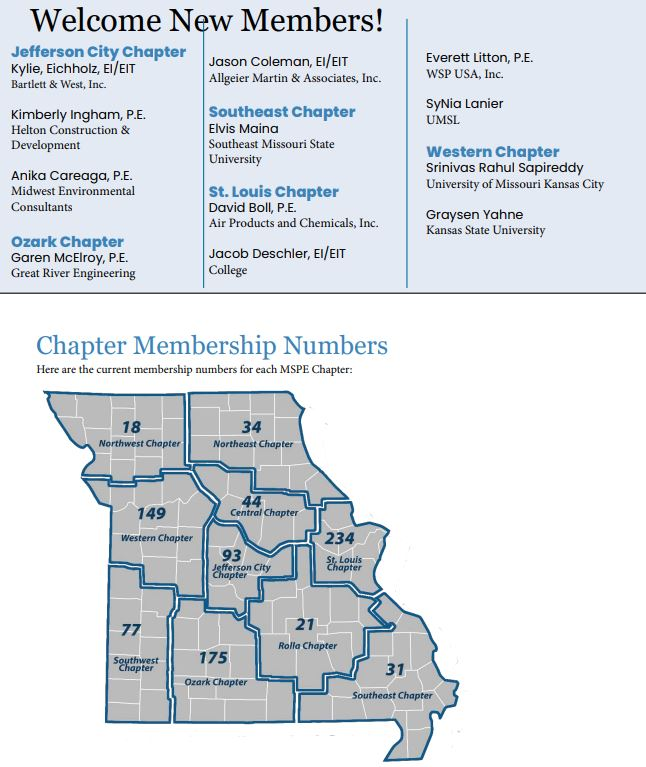 Welcome New Members!
Jefferson City Chapter
Kylie, Eichholz, EI/EIT
Bartlett & West, Inc.
Kimberly Ingham, P.E.
Helton Construction &
Development
Anika Careaga, P.E.
Midwest Environmental
Consultants
Ozark Chapter
Garen McElroy, P.E.
Great River Engineering
Jason Coleman, EI/EIT
Allgeier Martin & Associates, Inc.
Southeast Chapter
Elvis Maina
Southeast Missouri State
University
St. Louis Chapter
David Boll, P.E.
Air Products and Chemicals, Inc.
Jacob Deschler, EI/EIT
College
Everett Litton, P.E.
WSP USA, Inc.
SyNia Lanier
UMSL
Western Chapter
Srinivas Rahul Sapireddy
University of Missouri Kansas City
Graysen Yahne
Kansas State University
Chapter Membership Numbers
Here are the current membership numbers for each MSPE Chapter:
18
Northwest Chapter
34
Northeast Chapter
44
Central Chapter
149
Western Chapter
234
St. Louis
Chapter
93
Jefferson City
Chapter
77
Southwest
Chapter
175
Ozark Chapter
21
Rolla Chapter
31
Southeast Chapter